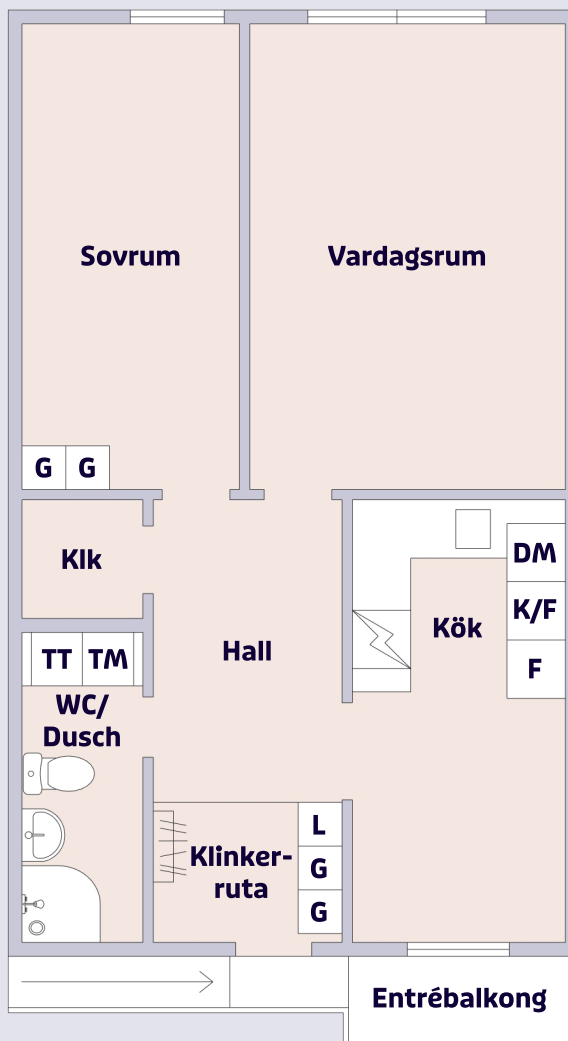 Sovrum
Vardagsrum
G G
Klk
DM
K/F
Kök
F
Hall
TT TM
WC/
Dusch
L
Klinker-
ruta
G
G
Entrébalkong